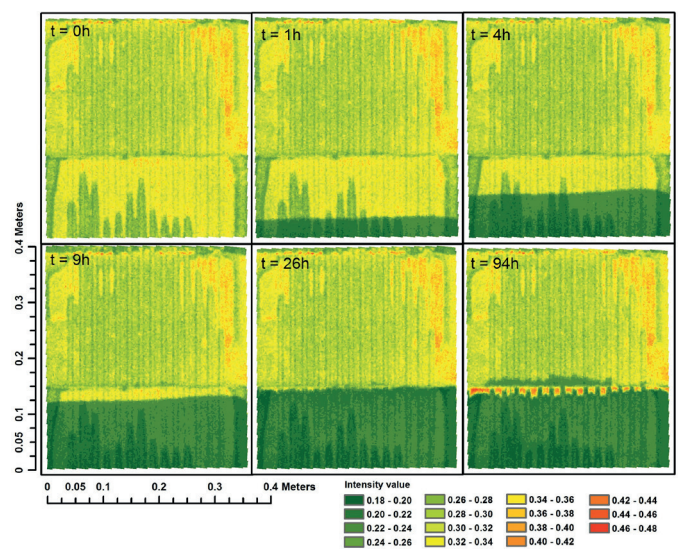 t = 0h
t = 1h
t = 4h
t = 9h
t = 26h
t = 94h
0.4 Meters
0.3
0.2
0.1
0.05
0
0 0.05 0.1 0.2 0.3 0.4 Meters
Intensity value
0.18 - 0.20
0.20 - 0.22
0.22 - 0.24
0.24 - 0.26
0.26 - 0.28
0.28 - 0.30
0.30 - 0.32
0.32 - 0.34
0.34 - 0.36
0.36 - 0.38
0.38 - 0.40
0.40 - 0.42
0.42 - 0.44
0.44 - 0.46
0.46 - 0.48